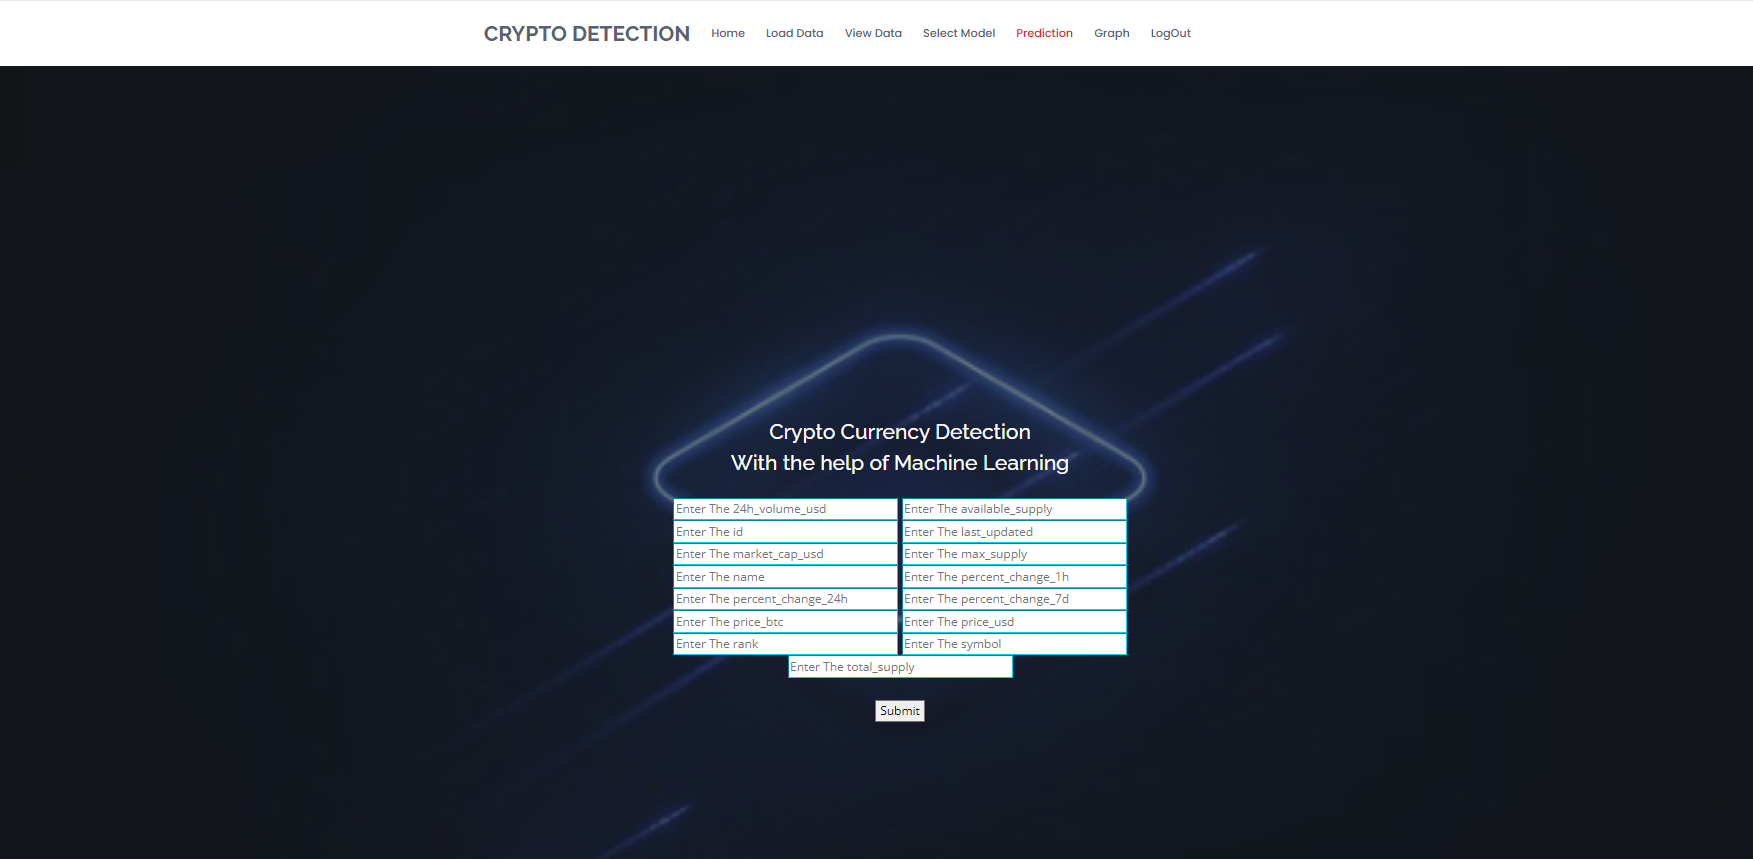 CRYPTO DETECTION Home Load Data View Data Select Model Prediction Graph LogOut
Crypto Currency Detection
With the help of Machine Learning
Enter The 24h_volume_usd Enter The available_supply
Enter The id Enter The last_updated
Enter The market_cap_usd Enter The max_supply
Enter The name Enter The percent_change_1h
Enter The percent_change_24h Enter The percent_change_7d
Enter The price_btc Enter The price_usd
Enter The rank Enter The symbol
Enter The total_supply
Submit